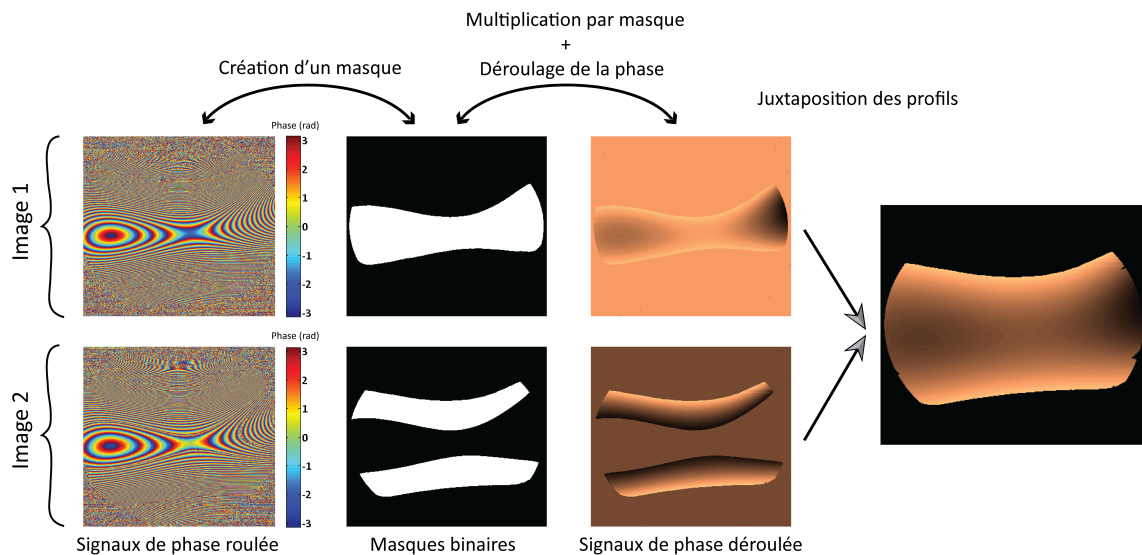 Multiplication par masque
+
Création d'un masque
Déroulage de la phase
Juxtaposition des profils
Image 1
Phase (rad)
3
2
1
0
-1
-2
-3
Image 2
Phase (rad)
3
2
1
0
-1
-2
-3
Signaux de phase roulée
Masques binaires
Signaux de phase déroulée